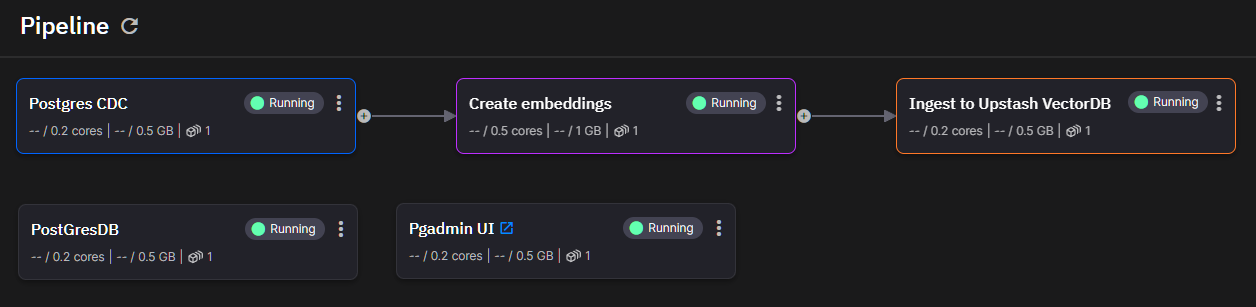 Pipeline
Postgres CDC Running
-- / 0.2 cores | -- / 0.5 GB | 1
Create embeddings Running
-- / 0.5 cores | -- / 1 GB | 1
Ingest to Upstash VectorDB Running
-- / 0.2 cores | -- / 0.5 GB | 1
PostGresDB Running
-- / 0.2 cores | -- / 0.5 GB | 1
Pgadmin UI Running
-- / 0.2 cores | -- / 0.5 GB | 1